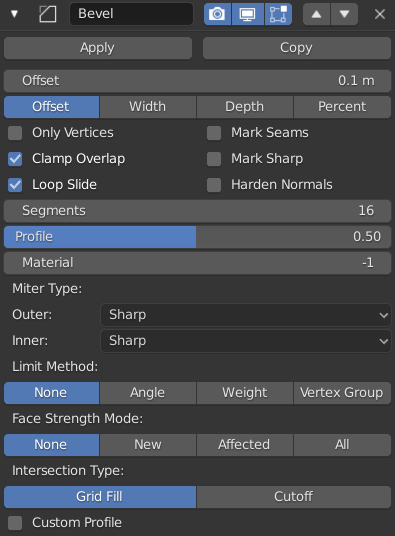 Bevel
Apply Copy
Offset 0.1 m
Offset Width Depth Percent
Only Vertices Mark Seams
Clamp Overlap Mark Sharp
Loop Slide Harden Normals
Segments 16
Profile 0.50
Material -1
Miter Type:
Outer: Sharp
Inner: Sharp
Limit Method:
None Angle Weight Vertex Group
Face Strength Mode:
None New Affected All
Intersection Type:
Grid Fill Cutoff
Custom Profile